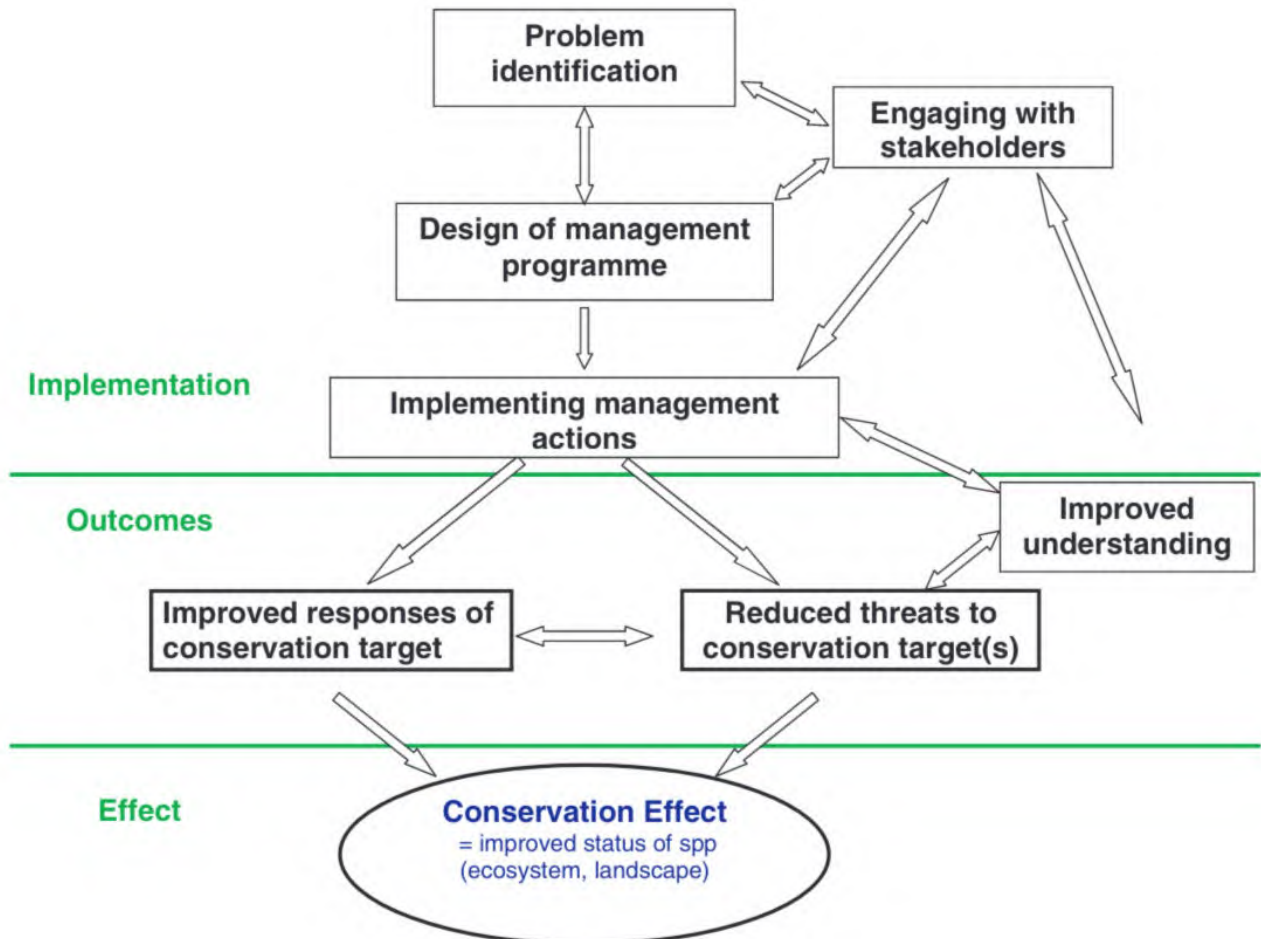 Problem
identification
Engaging with
stakeholders
Design of management
programme
Implementation
Implementing management
actions
Outcomes
Improved
understanding
Improved responses of
conservation target
Reduced threats to
conservation target(s)
Effect
Conservation Effect
= improved status of spp
(ecosystem, landscape)